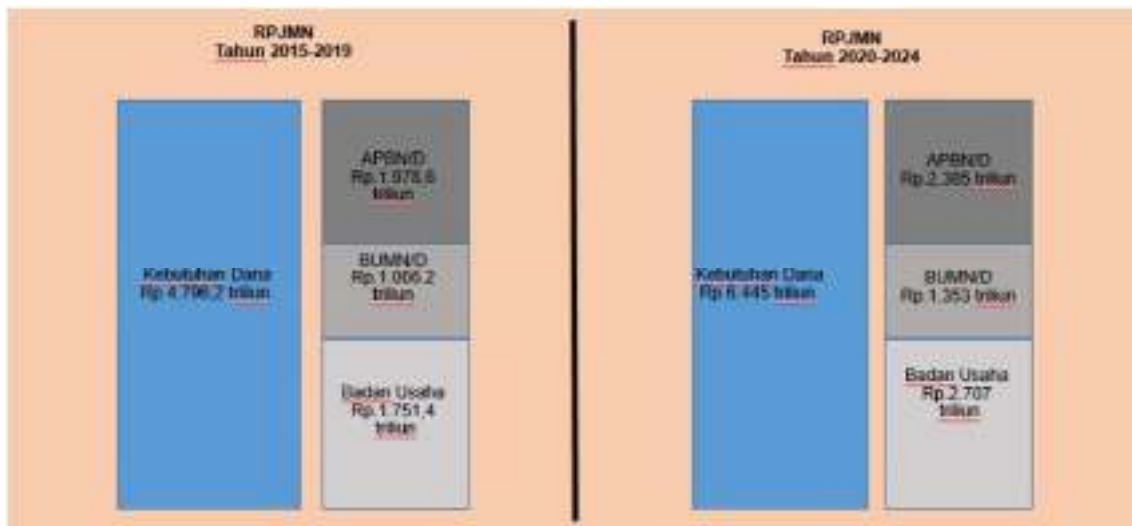 RPJMN
Tahun 2015-2019
Kebutuhan Dana
Rp 4.796,2 triliun
APBN/D
Rp.1.978,6
triliun
BUMN/D
Rp.1.066,2
triliun
Badan Usaha
Rp.1.751,4
triliun
RPJMN
Tahun 2020-2024
Kebutuhan Dana
Rp 6.445 triliun
APBN/D
Rp.2.385 triliun
BUMN/D
Rp.1.353 triliun
Badan Usaha
Rp.2.707
triliun